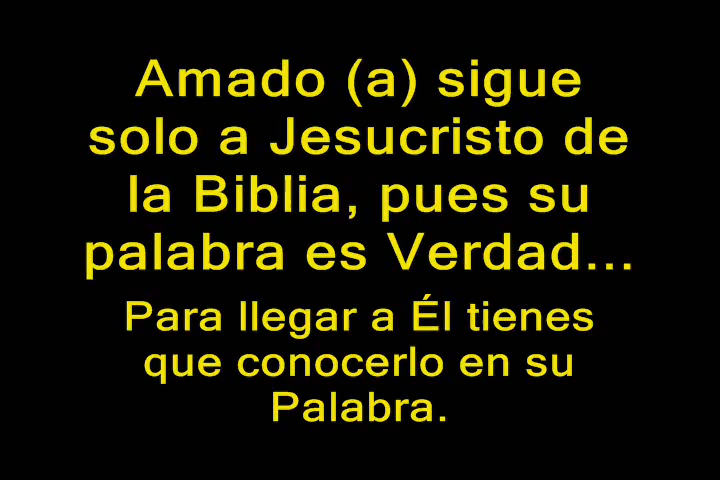 Amado (a) sigue
solo a Jesucristo de
la Biblia, pues su
palabra es Verdad...
Para llegar a Él tienes
que conocerlo en su
Palabra.